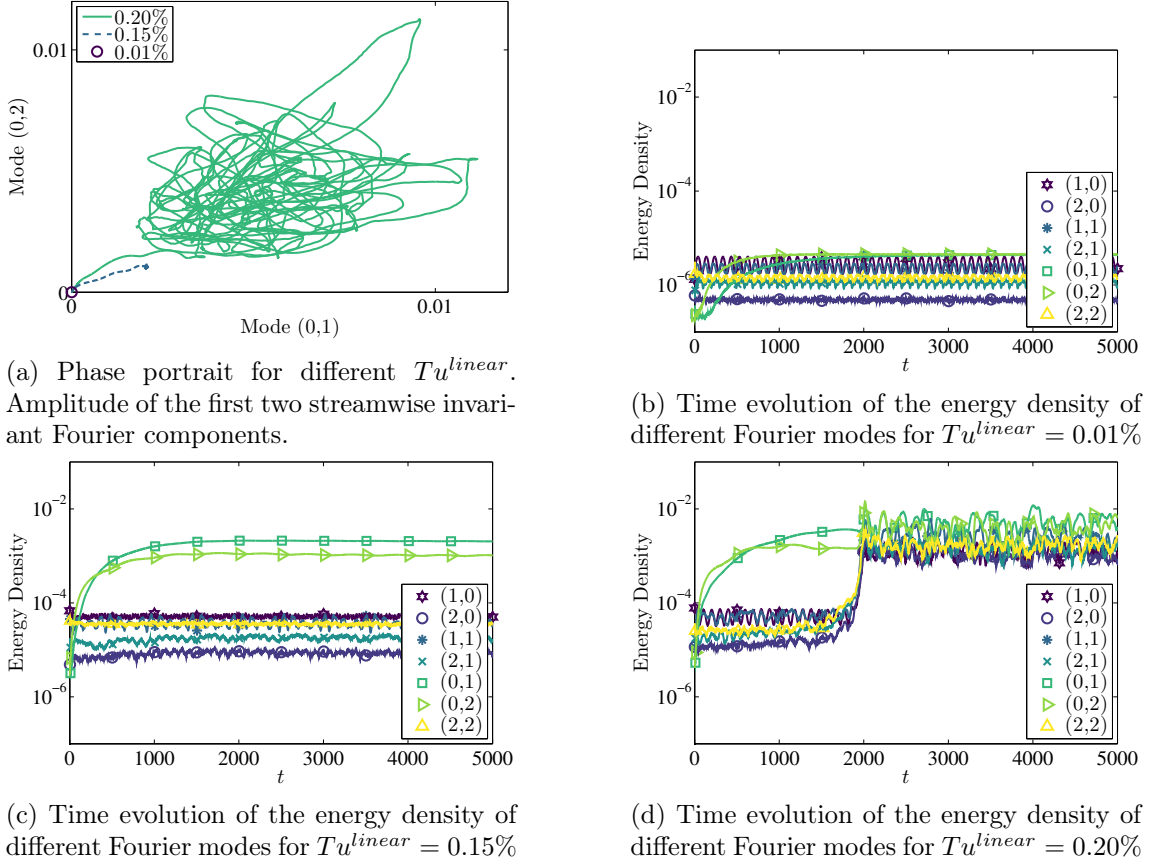 0.20%
0.15%
0.01%
0.01
Mode (0,2)
0
0
0.01
Mode (0,1)
(a) Phase portrait for different Tu^{linear}.
Amplitude of the first two streamwise invari-
ant Fourier components.
10^{-2}
10^{-4}
10^{-6}
Energy Density
(1,0)
(2,0)
(1,1)
(2,1)
(0,1)
(0,2)
(2,2)
0 1000 2000 3000 4000 5000
t
(b) Time evolution of the energy density of
different Fourier modes for Tu^{linear} = 0.01%
10^{-2}
10^{-4}
10^{-6}
Energy Density
(1,0)
(2,0)
(1,1)
(2,1)
(0,1)
(0,2)
(2,2)
0 1000 2000 3000 4000 5000
t
(c) Time evolution of the energy density of
different Fourier modes for Tu^{linear} = 0.15%
10^{-2}
10^{-4}
10^{-6}
Energy Density
(1,0)
(2,0)
(1,1)
(2,1)
(0,1)
(0,2)
(2,2)
0 1000 2000 3000 4000 5000
t
(d) Time evolution of the energy density of
different Fourier modes for Tu^{linear} = 0.20%